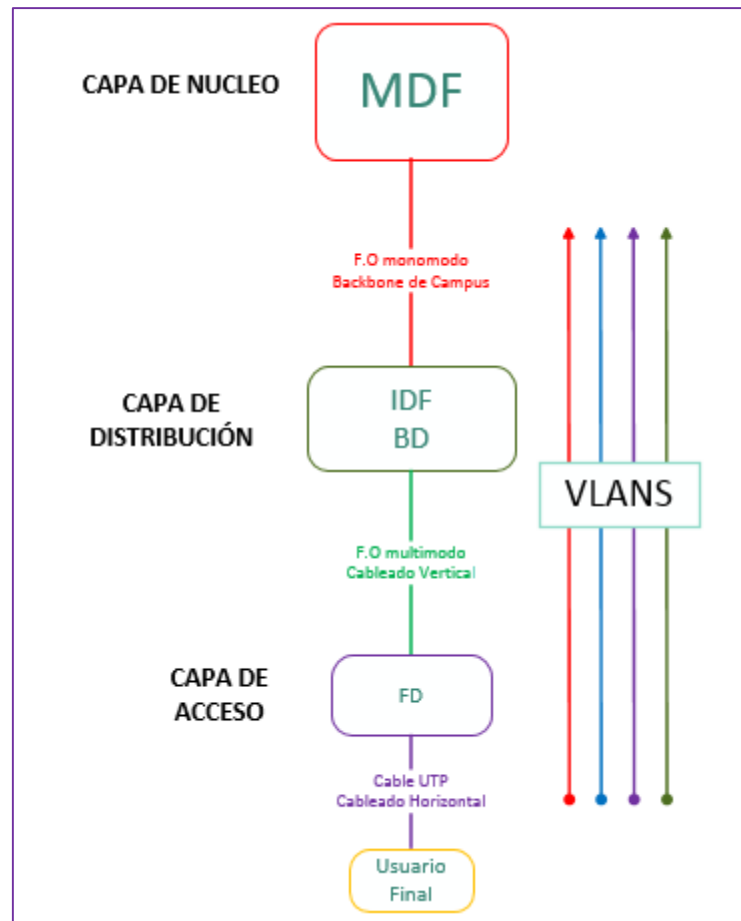 CAPA DE NUCLEO
MDF
F.O monomodo
Backbone de Campus
CAPA DE
DISTRIBUCIÓN
IDF
BD
VLANS
F.O multimodo
Cableado Vertical
CAPA DE
ACCESO
FD
Cable UTP
Cableado Horizontal
Usuario
Final